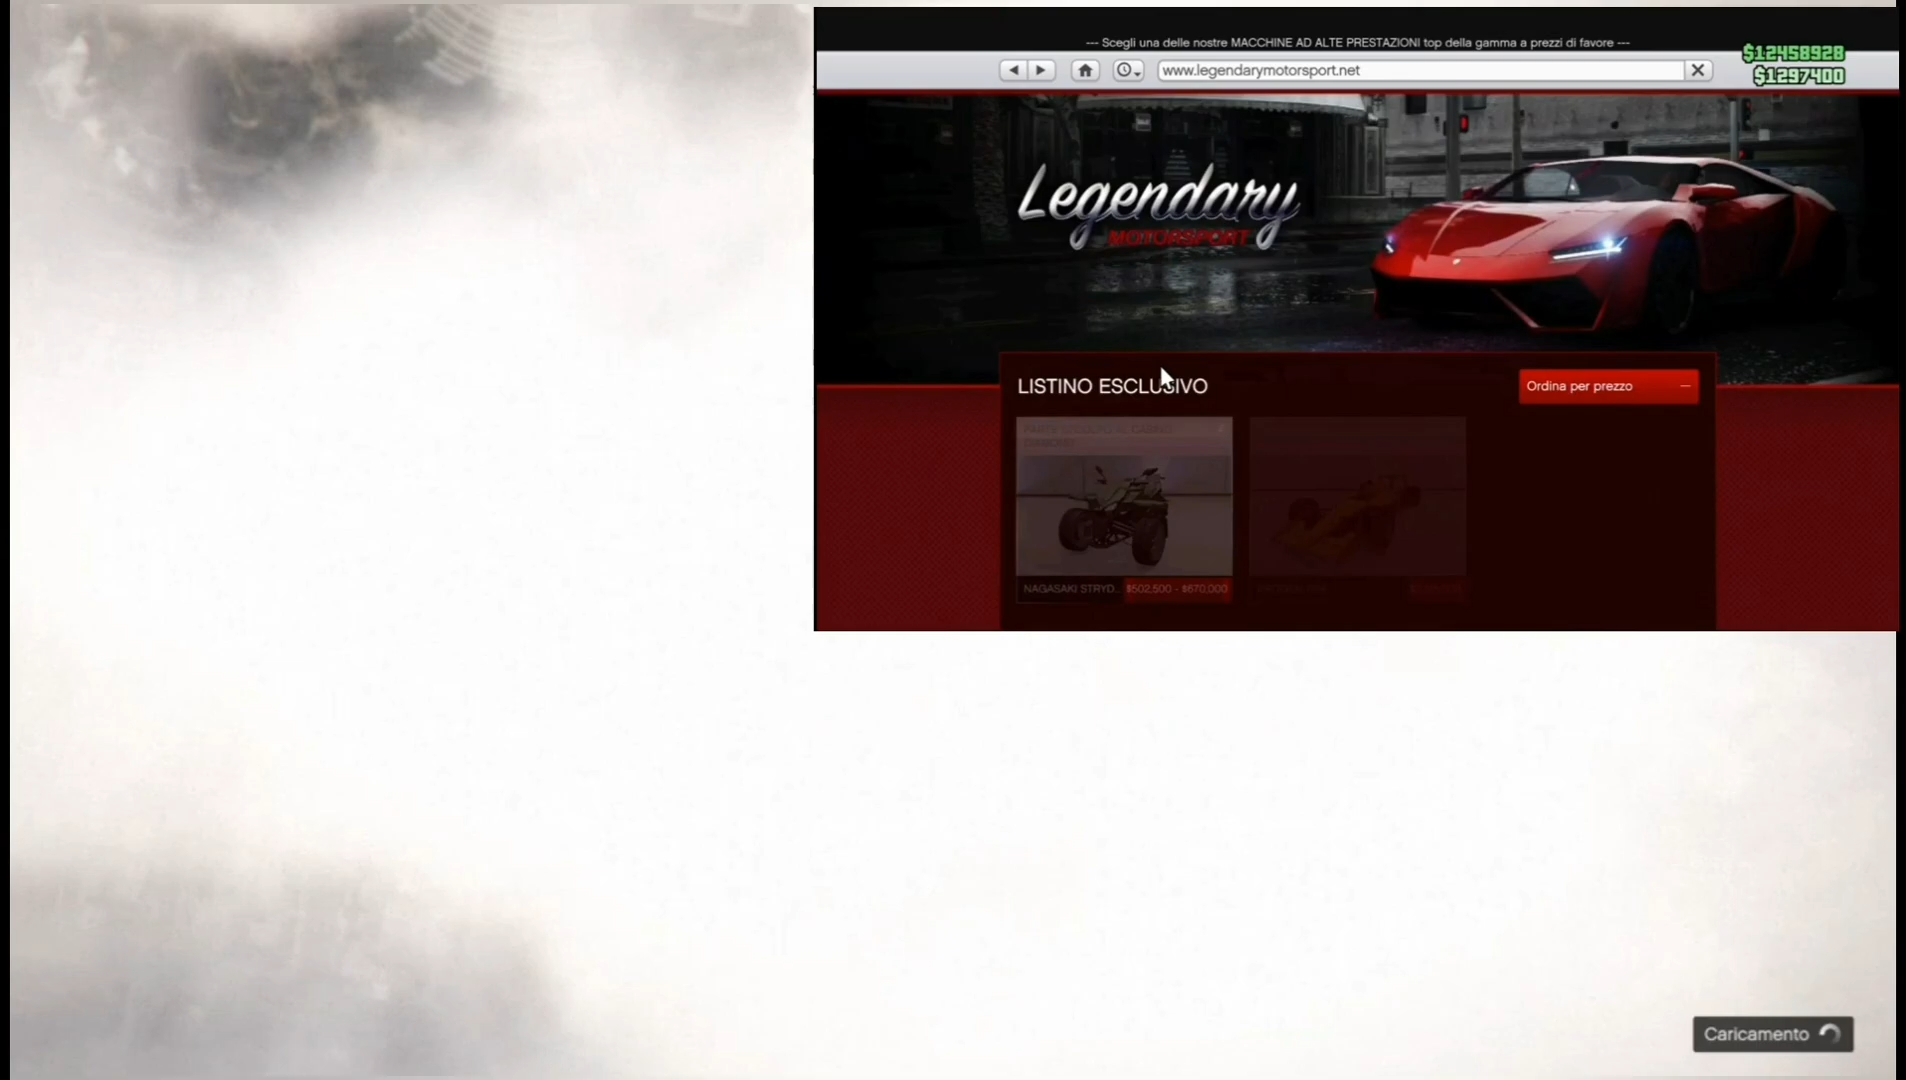 --- Scegli una delle nostre MACCHINE AD ALTE PRESTAZIONI top della gamma a prezzi di favore ---
www.legendarymotorsport.net
$12458928
$1297400
Legendary
MOTORSPORT
LISTINO ESCLUSIVO
Ordina per prezzo
NAGASAKI STRYD... $502,500 - $670,000
Caricamento